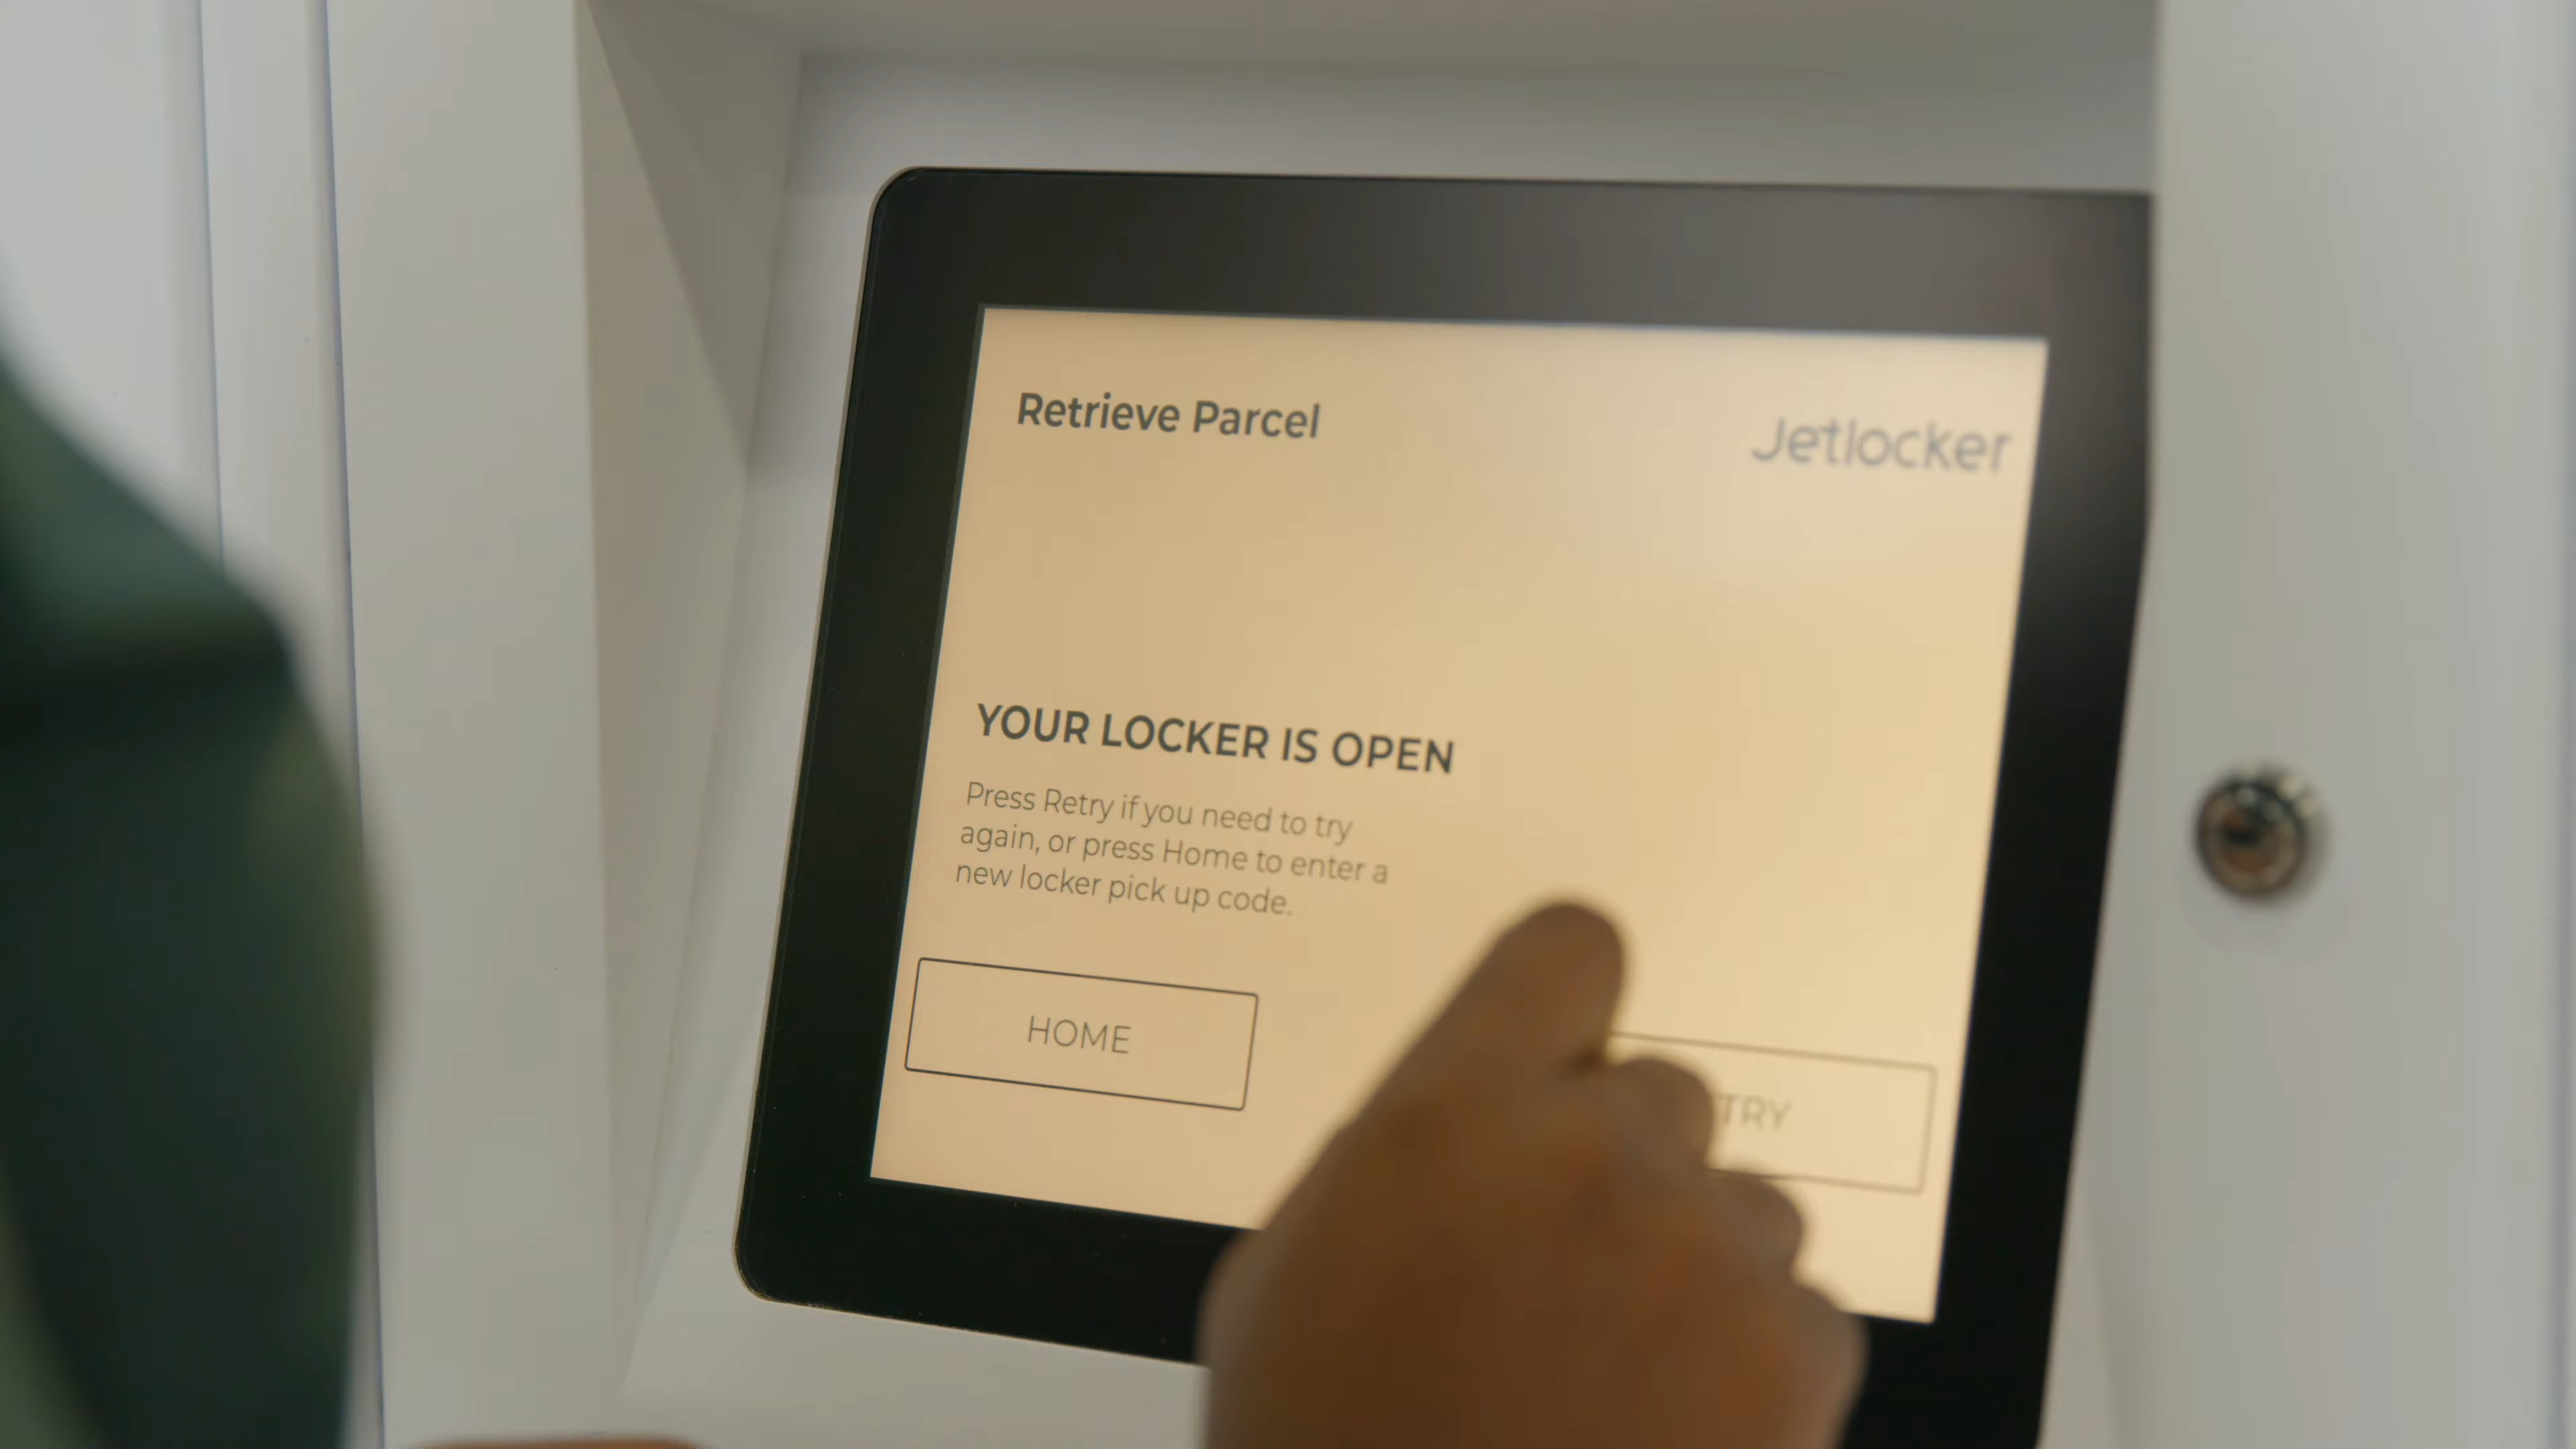 Retrieve Parcel
Jetlocker
YOUR LOCKER IS OPEN
Press Retry if you need to try
again, or press Home to enter a
new locker pick up code.
HOME
TRY